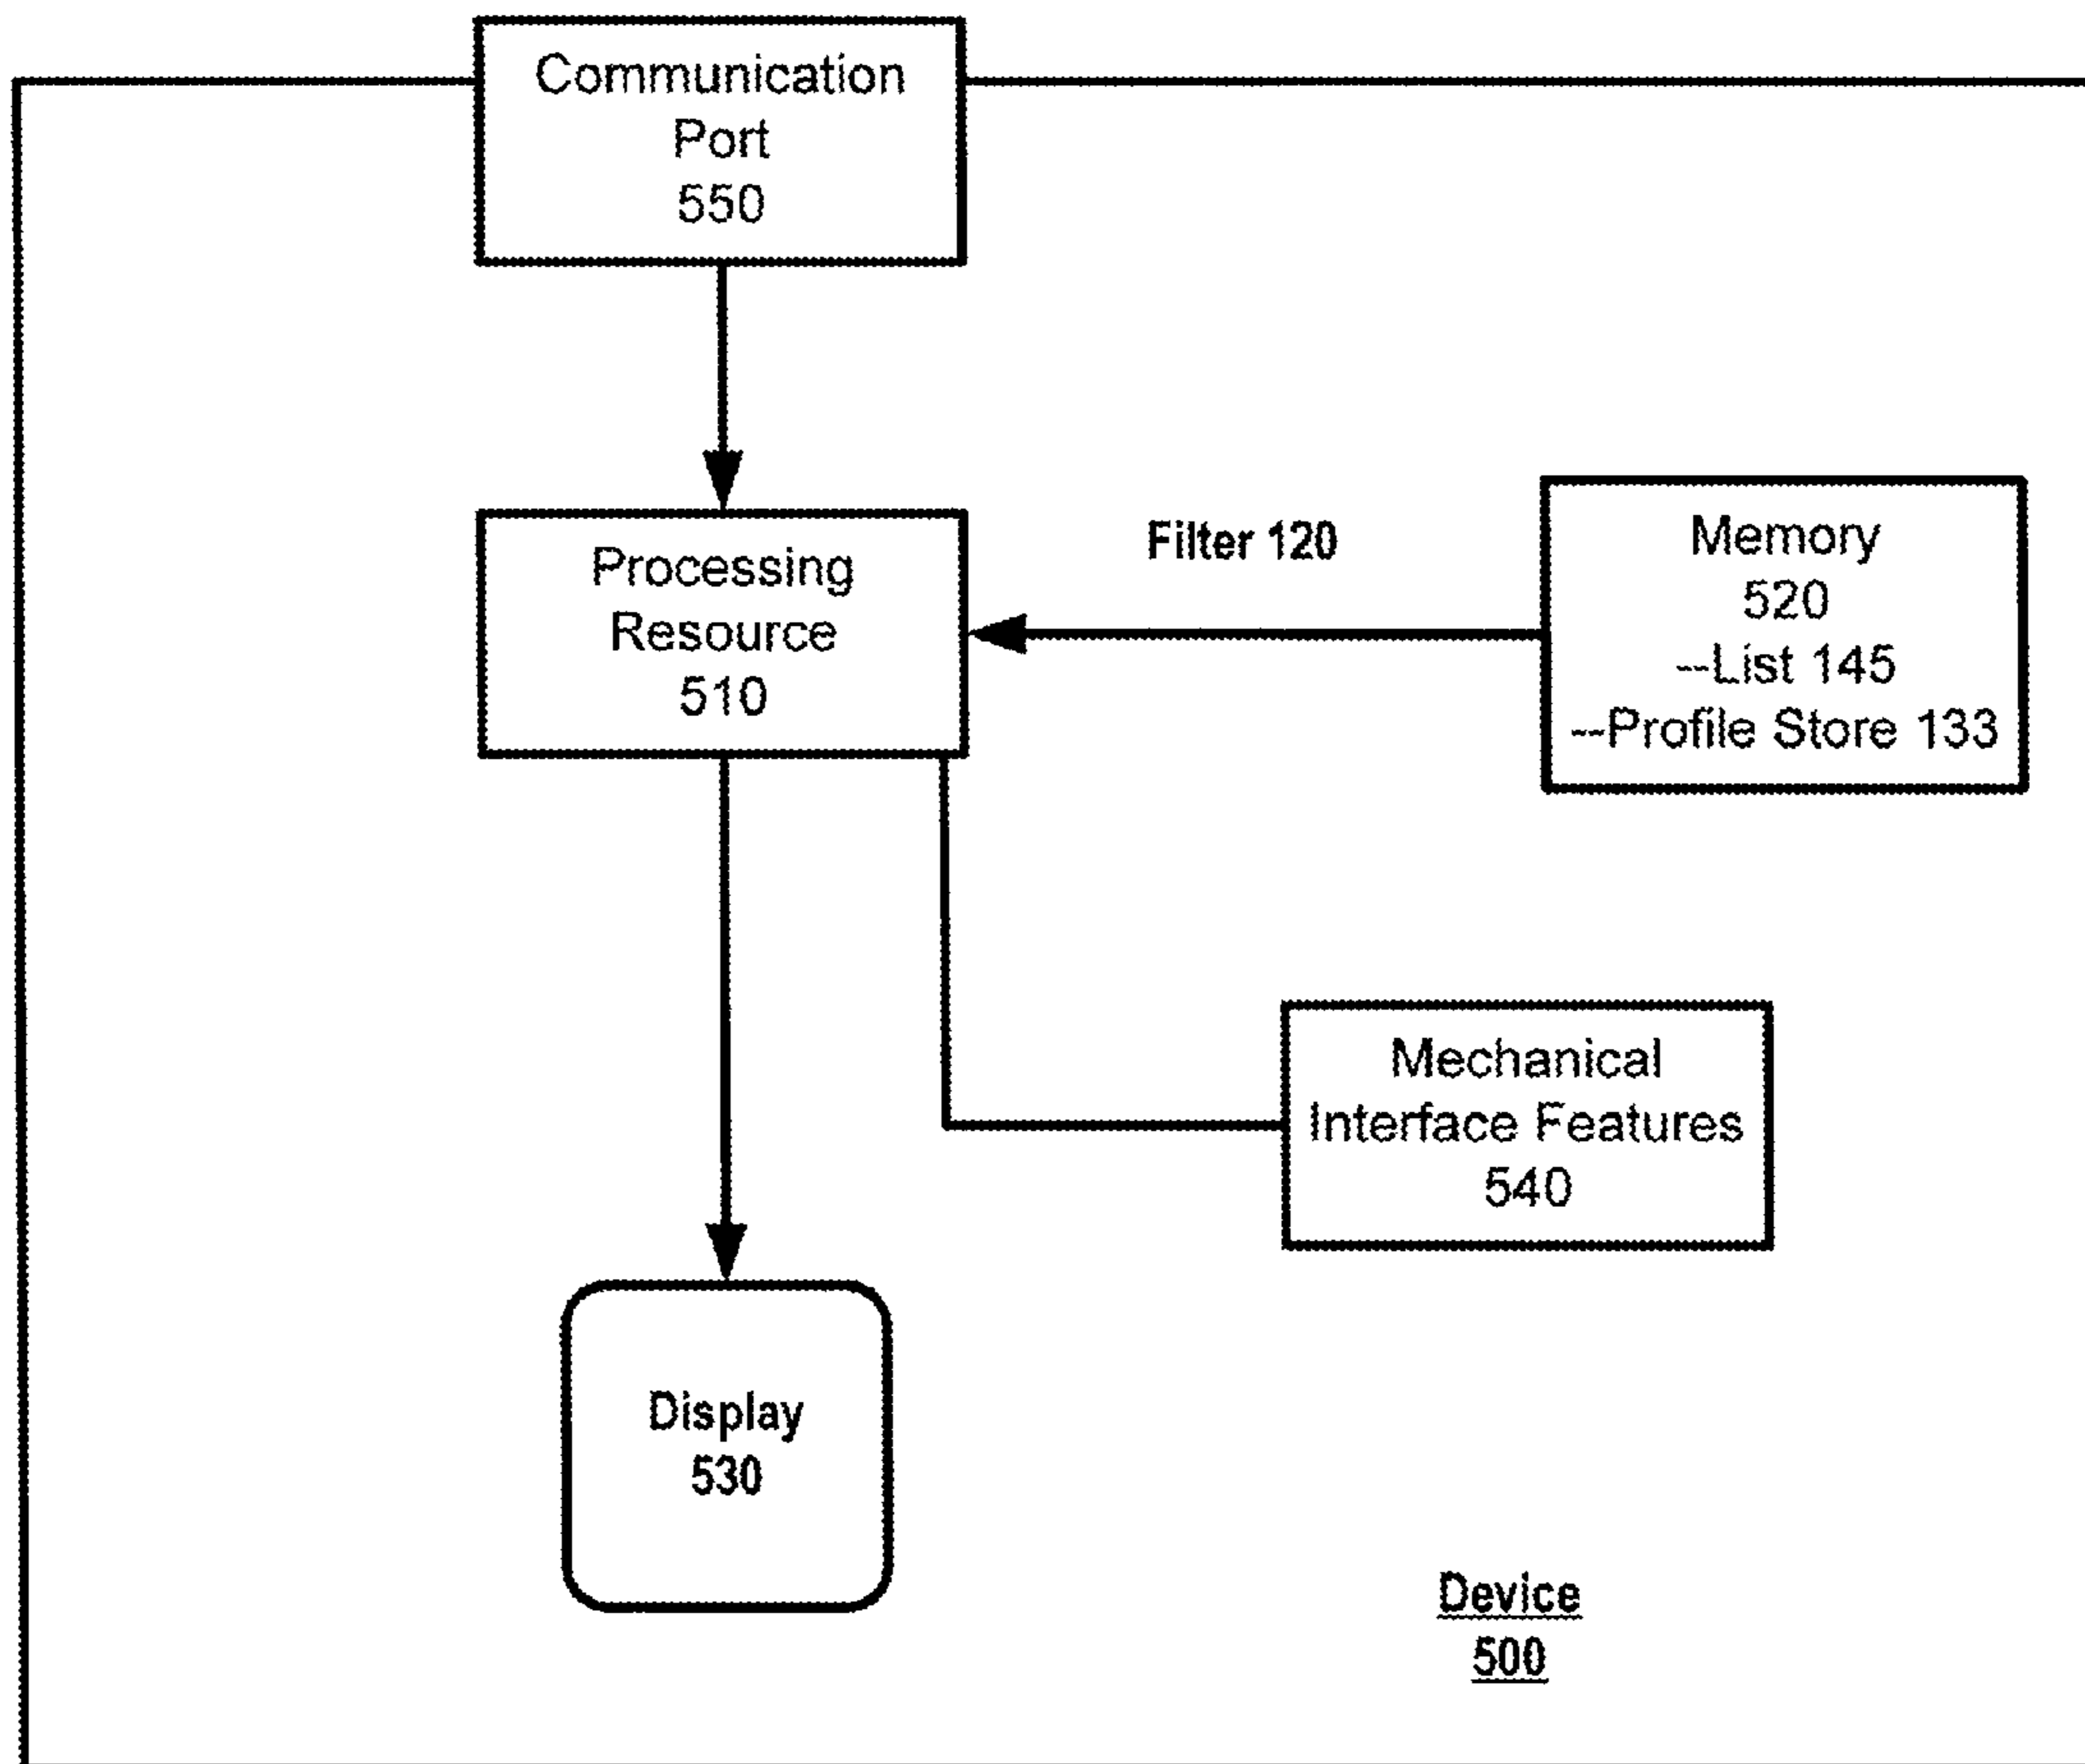 Communication
Port
550
Processing
Resource
510
Filter 120
Memory
520
--List 145
--Profile Store 133
Mechanical
Interface Features
540
Display
530
Device
500